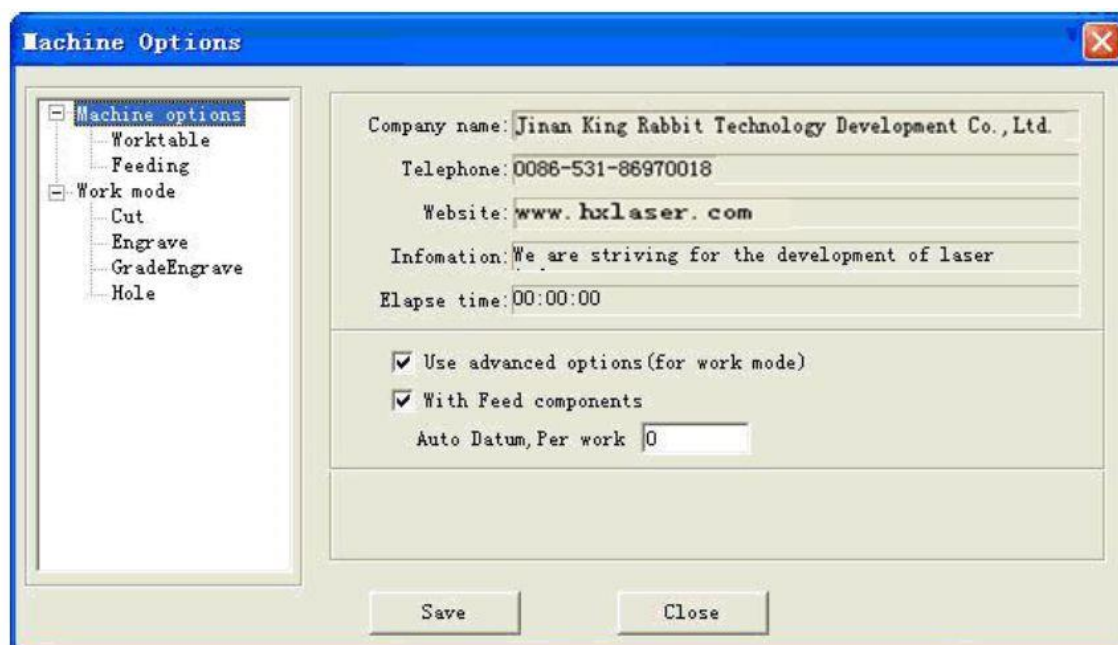 Machine Options
Machine options
Worktable
Feeding
Work mode
Cut
Engrave
GradeEngrave
Hole
Company name: Jinan King Rabbit Technology Development Co.,Ltd.
Telephone: 0086-531-86970018
Website: www.hxlaser.com
Infomation: We are striving for the development of laser
Elapse time: 00:00:00
Use advanced options(for work mode)
With Feed components
Auto Datum,Per work 0
Save
Close